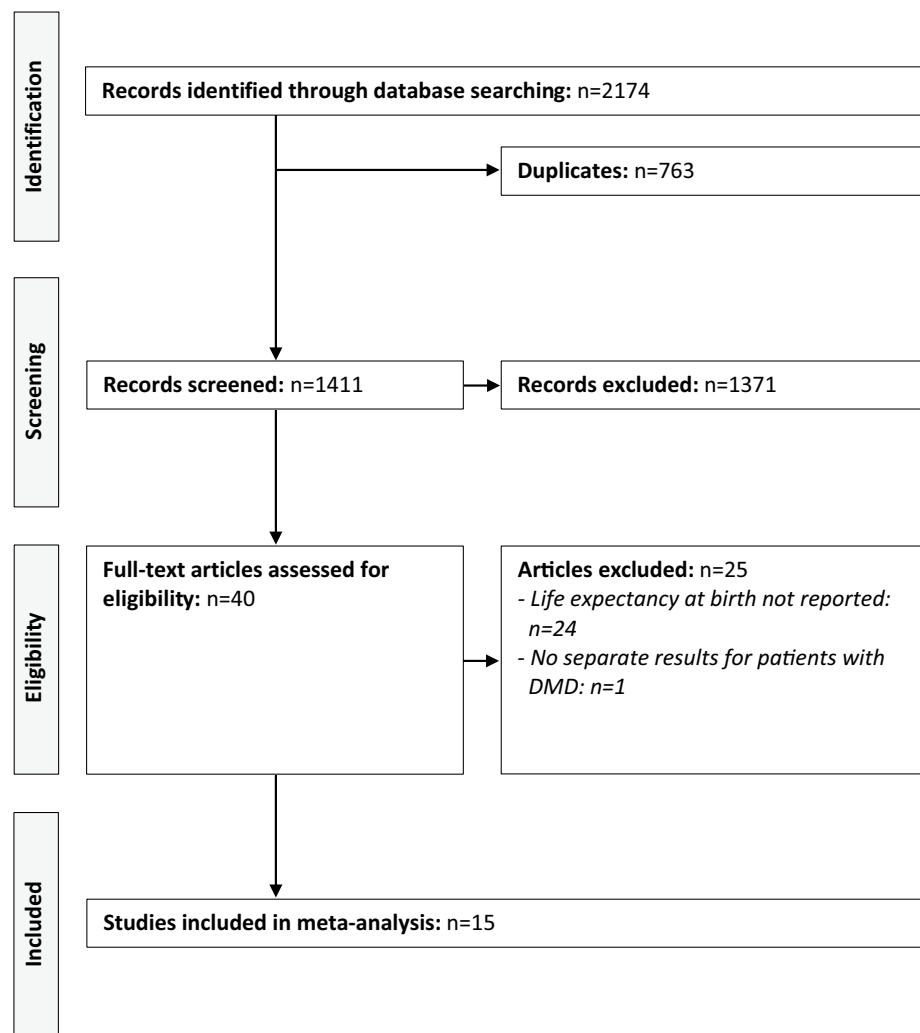 Identification
Records identified through database searching: n=2174
Duplicates: n=763
Screening
Records screened: n=1411
Records excluded: n=1371
Eligibility
Full-text articles assessed for
eligibility: n=40
Articles excluded: n=25
- Life expectancy at birth not reported:
n=24
- No separate results for patients with
DMD: n=1
Included
Studies included in meta-analysis: n=15